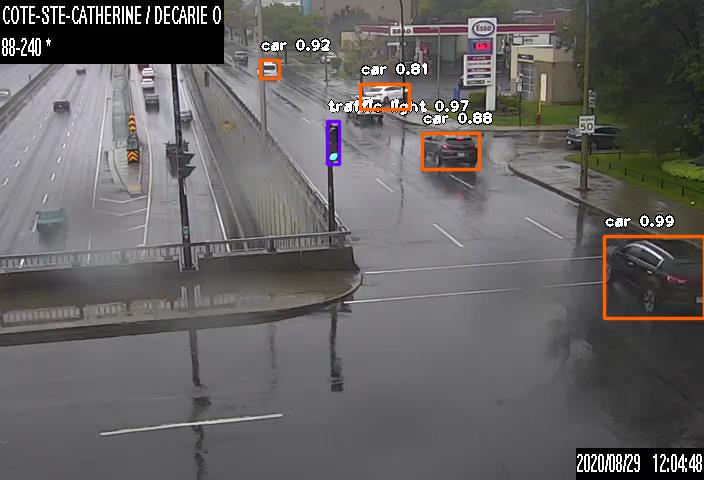 COTE-STE-CATHERINE / DECARIE O
88-240 *
car 0.92
Esso
car 0.81
traffic light 0.97
car 0.88
50
car 0.99
2020/08/29 12:04:48